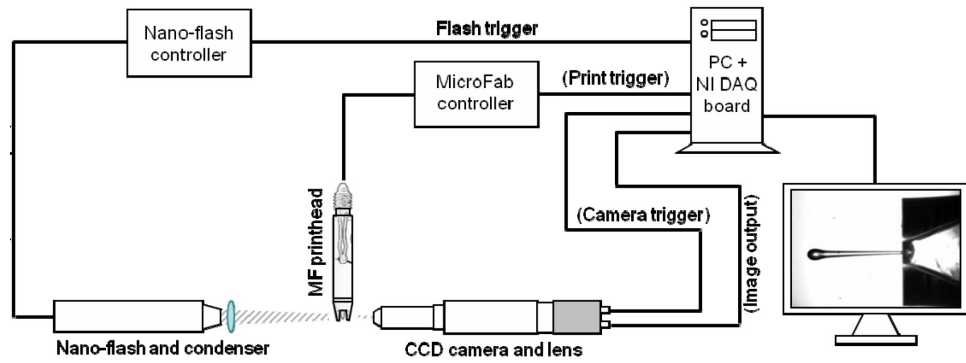 Nano-flash
controller
Flash trigger
PC +
NI DAQ
board
MicroFab
controller
(Print trigger)
MF printhead
(Camera trigger)
(Image output)
Nano-flash and condenser
CCD camera and lens